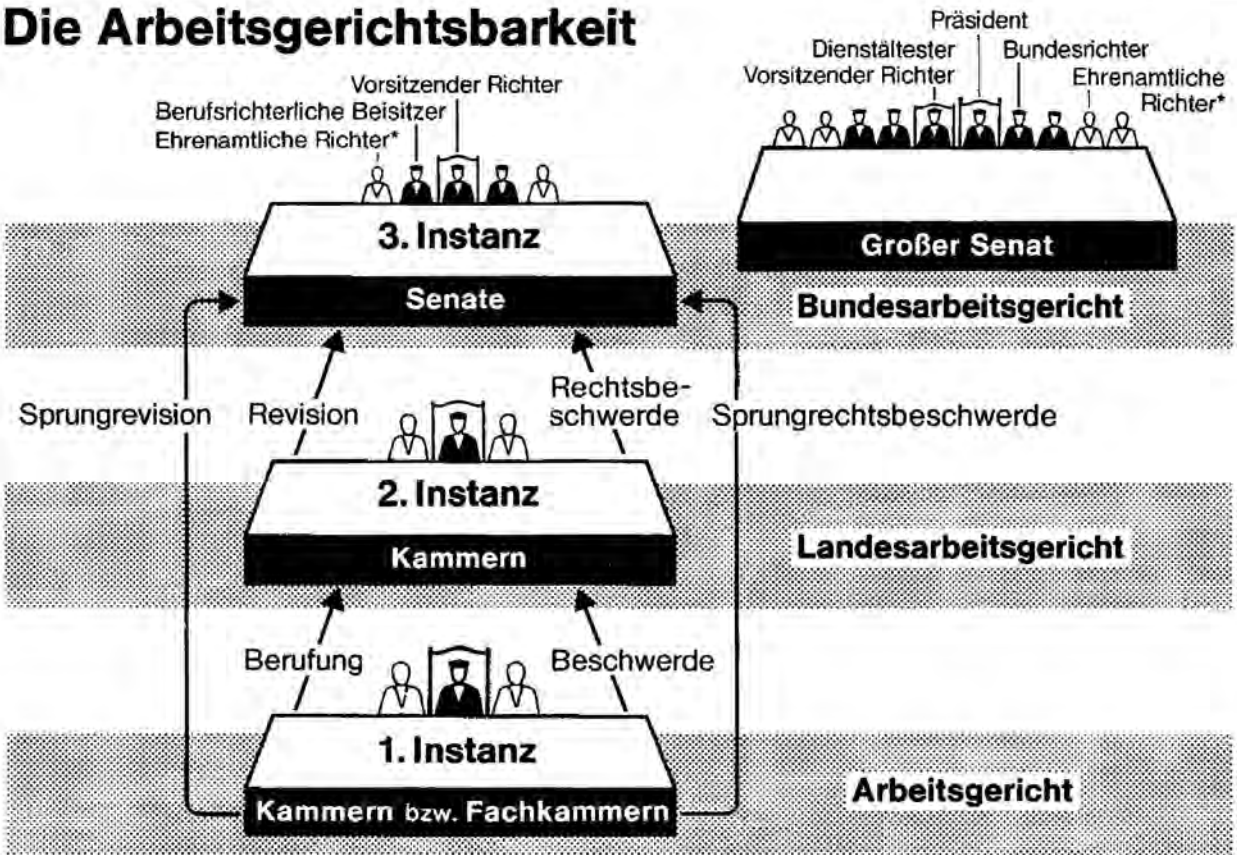 Die Arbeitsgerichtsbarkeit
Vorsitzender Richter
Berufsrichterliche Beisitzer
Ehrenamtliche Richter*
Präsident
Dienstältester
Vorsitzender Richter
Bundesrichter
Ehrenamtliche
Richter*
3. Instanz
Senate
Großer Senat
Bundesarbeitsgericht
Sprungrevision
Revision
Rechtsbe-
schwerde
Sprungrechtsbeschwerde
2. Instanz
Kammern
Landesarbeitsgericht
Berufung
Beschwerde
1. Instanz
Kammern bzw. Fachkammern
Arbeitsgericht